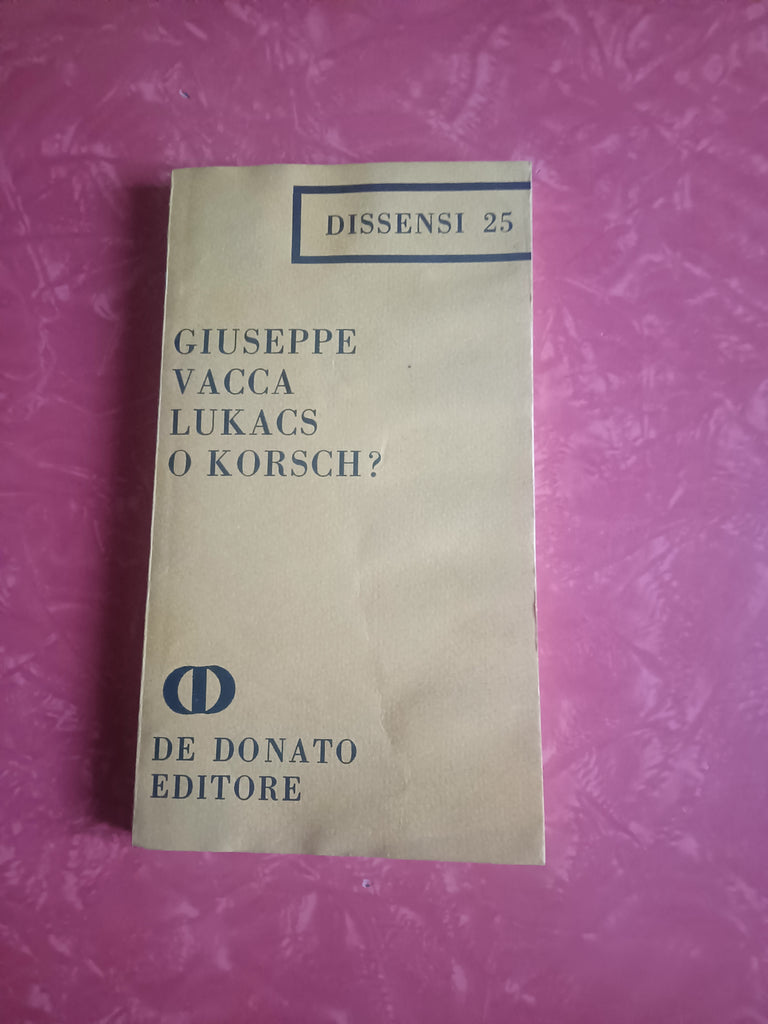 DISSENSI 25
GIUSEPPE
VACCA
LUKACS
O KORSCH?
DE DONATO
EDITORE